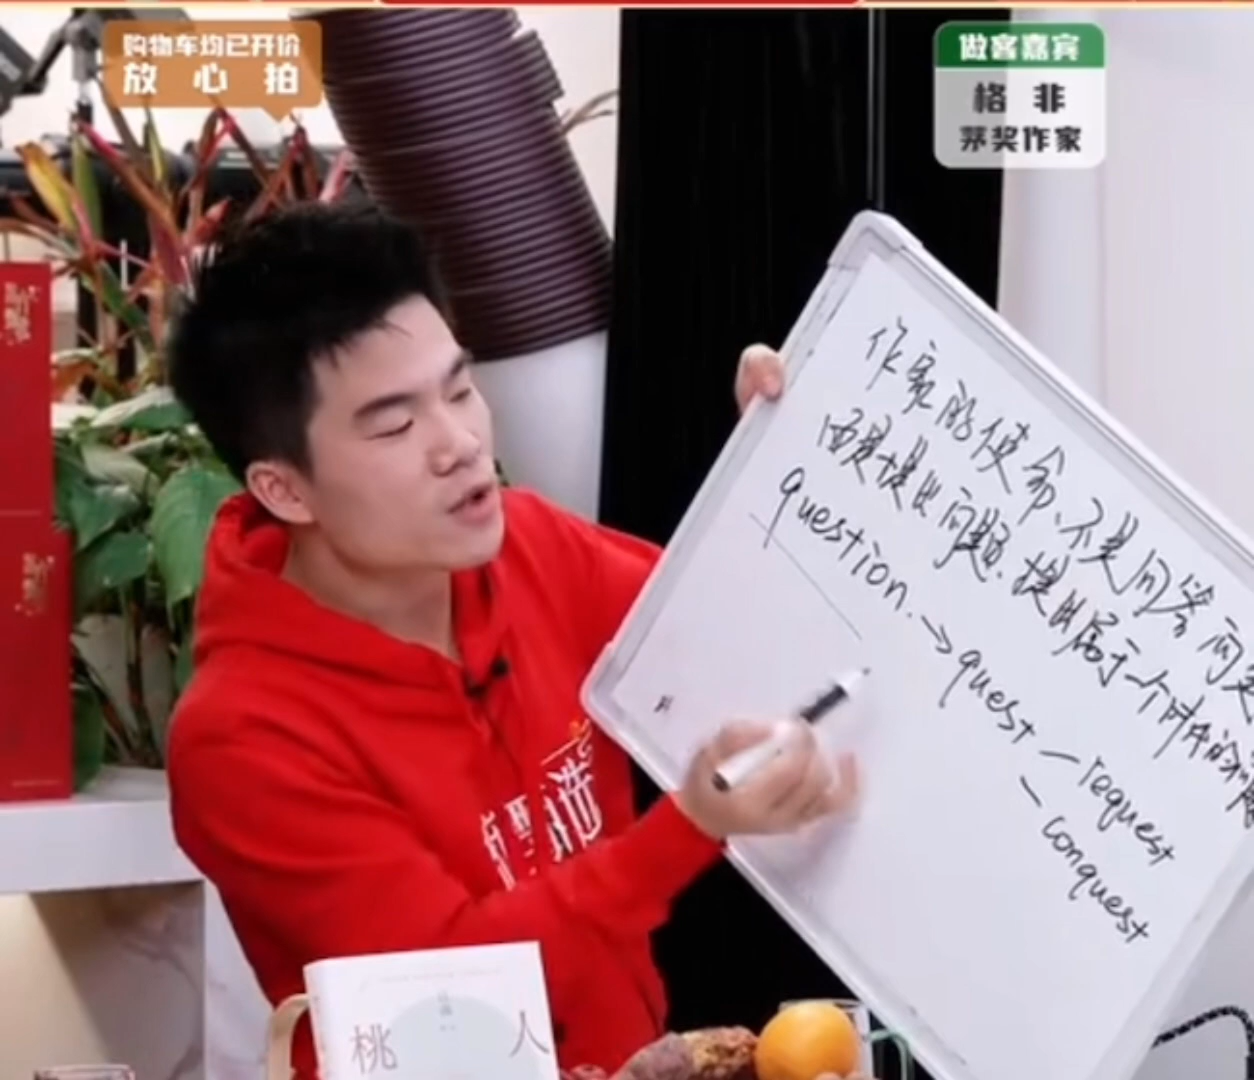 购物车均已开价
放 心 拍
做客嘉宾
格 非
茅奖作家
作家的使命、不是回答问
而是提出问题.提出属于一个时代的
question. → quest — request
— conquest
桃 人